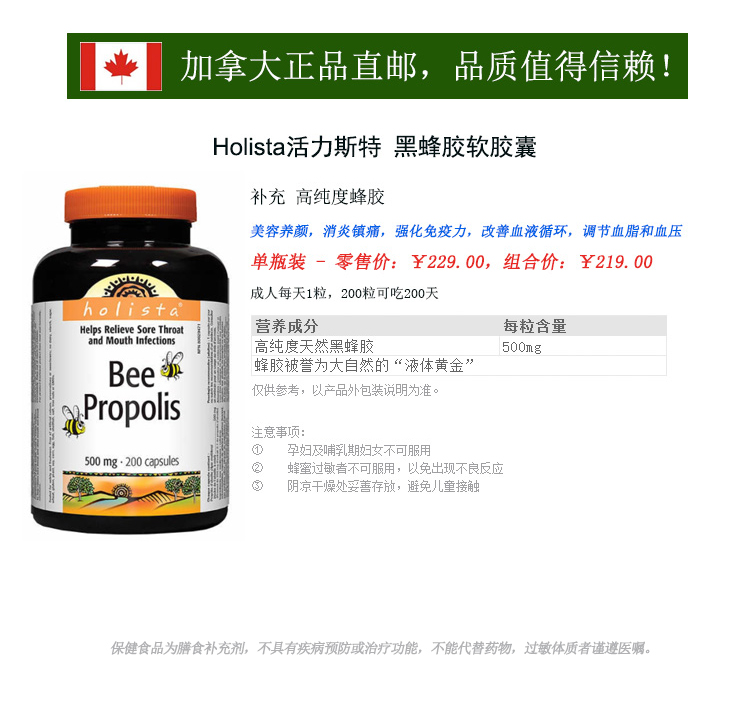 加拿大正品直邮，品质值得信赖！
Holista活力斯特 黑蜂胶软胶囊
补充 高纯度蜂胶
美容养颜，消炎镇痛，强化免疫力，改善血液循环，调节血脂和血压
单瓶装 - 零售价：￥229.00，组合价：￥219.00
成人每天1粒，200粒可吃200天
营养成分 每粒含量
高纯度天然黑蜂胶 500mg
蜂胶被誉为大自然的“液体黄金”
仅供参考，以产品外包装说明为准。
注意事项：
① 孕妇及哺乳期妇女不可服用
② 蜂蜜过敏者不可服用，以免出现不良反应
③ 阴凉干燥处妥善存放，避免儿童接触
holista
Helps Relieve Sore Throat
and Mouth Infections
Bee
Propolis
500 mg · 200 capsules
保健食品为膳食补充剂，不具有疾病预防或治疗功能，不能代替药物，过敏体质者谨遵医嘱。